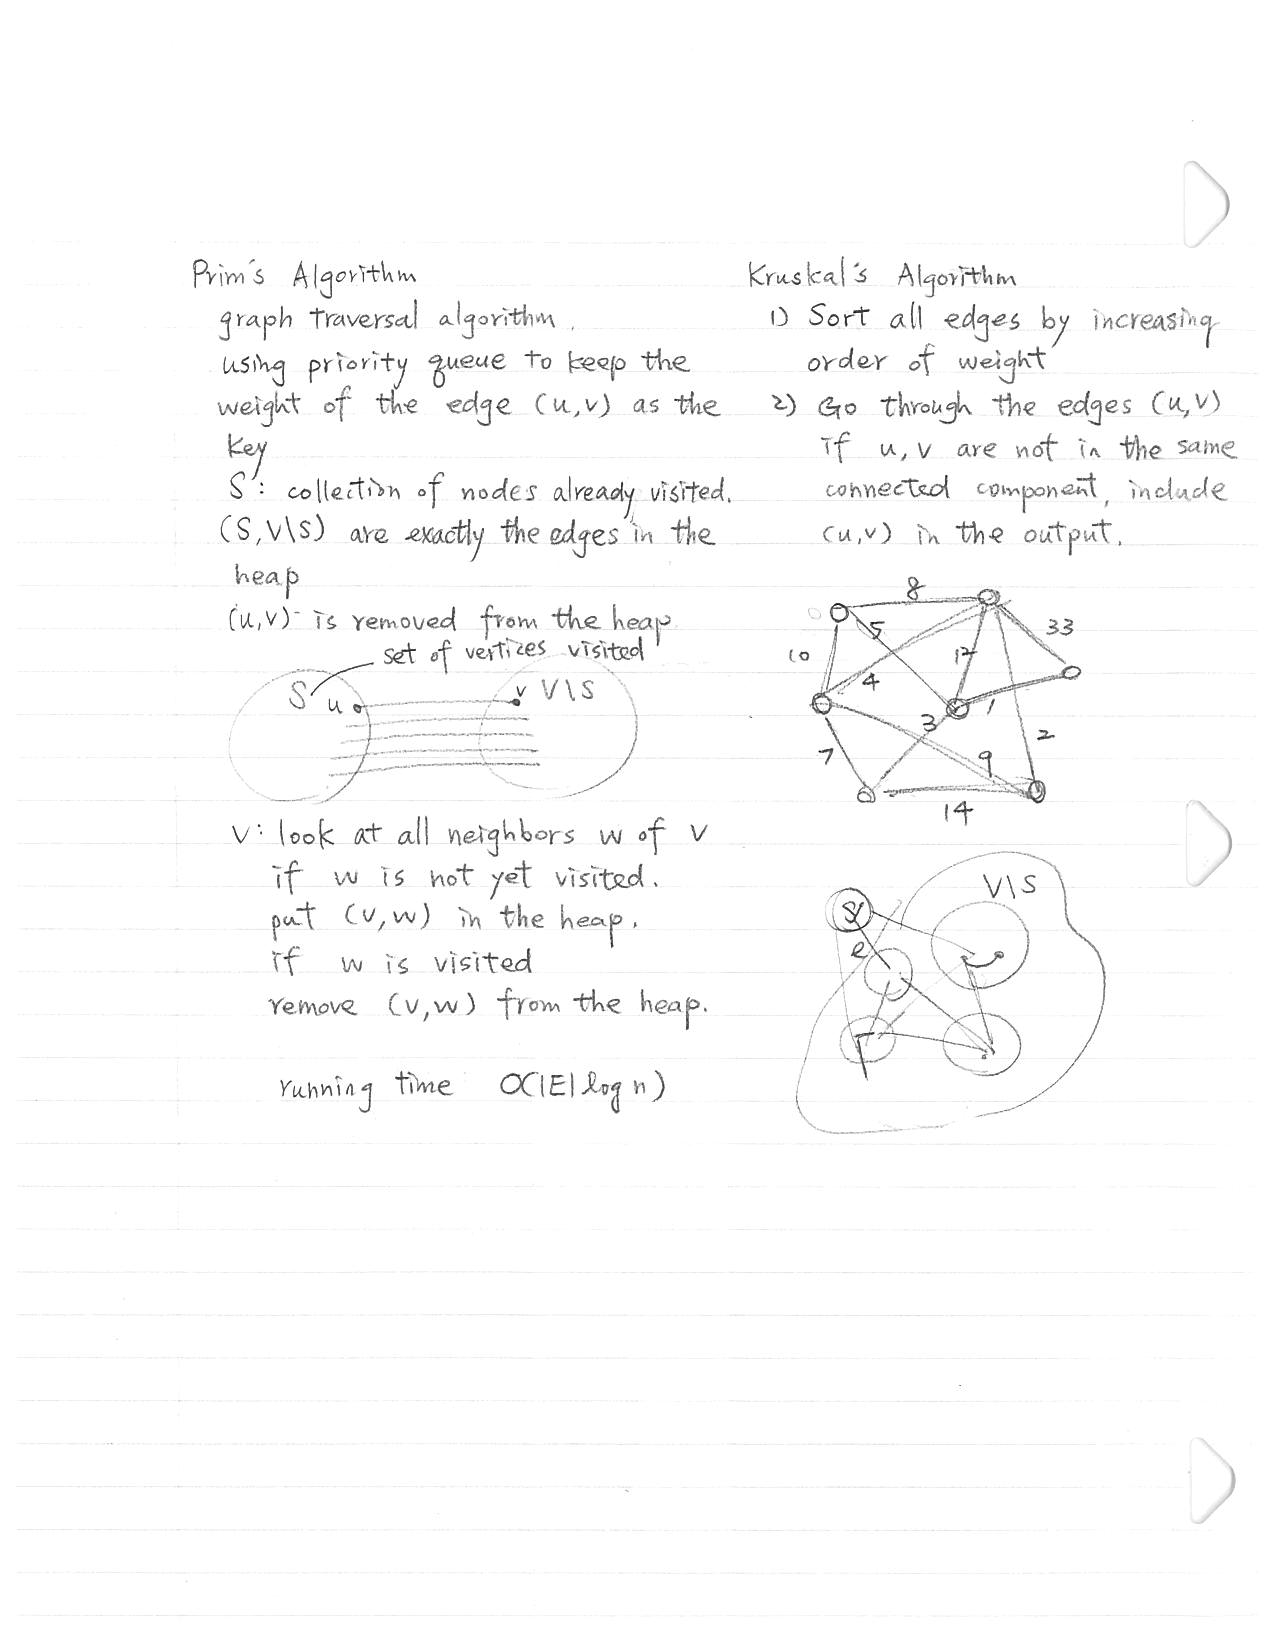 Prim's Algorithm
graph traversal algorithm.
using priority queue to keep the
weight of the edge (u,v) as the
key
S: collection of nodes already visited.
(S,V\S) are exactly the edges in the
heap
(u,v) is removed from the heap
set of vertices visited
S u v V\S
v: look at all neighbors w of v
if w is not yet visited.
put (v,w) in the heap.
if w is visited
remove (v,w) from the heap.
running time O(|E| log n)
Kruskal's Algorithm
1) Sort all edges by increasing
order of weight
2) Go through the edges (u,v)
if u, v are not in the same
connected component, include
(u,v) in the output.
8
5 33
10 12
4
3 1
2
7 9
14
V\S
S
e